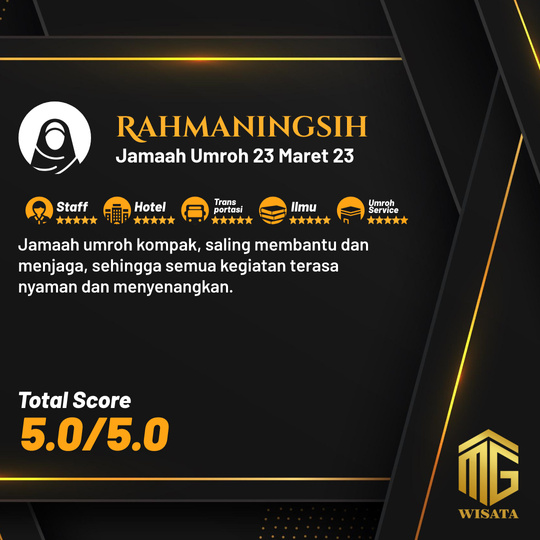 RAHMANINGSIH
Jamaah Umroh 23 Maret 23
Staff
Hotel
Trans
portasi
Ilmu
Umroh
Service
Jamaah umroh kompak, saling membantu dan
menjaga, sehingga semua kegiatan terasa
nyaman dan menyenangkan.
Total Score
5.0/5.0
MG
WISATA